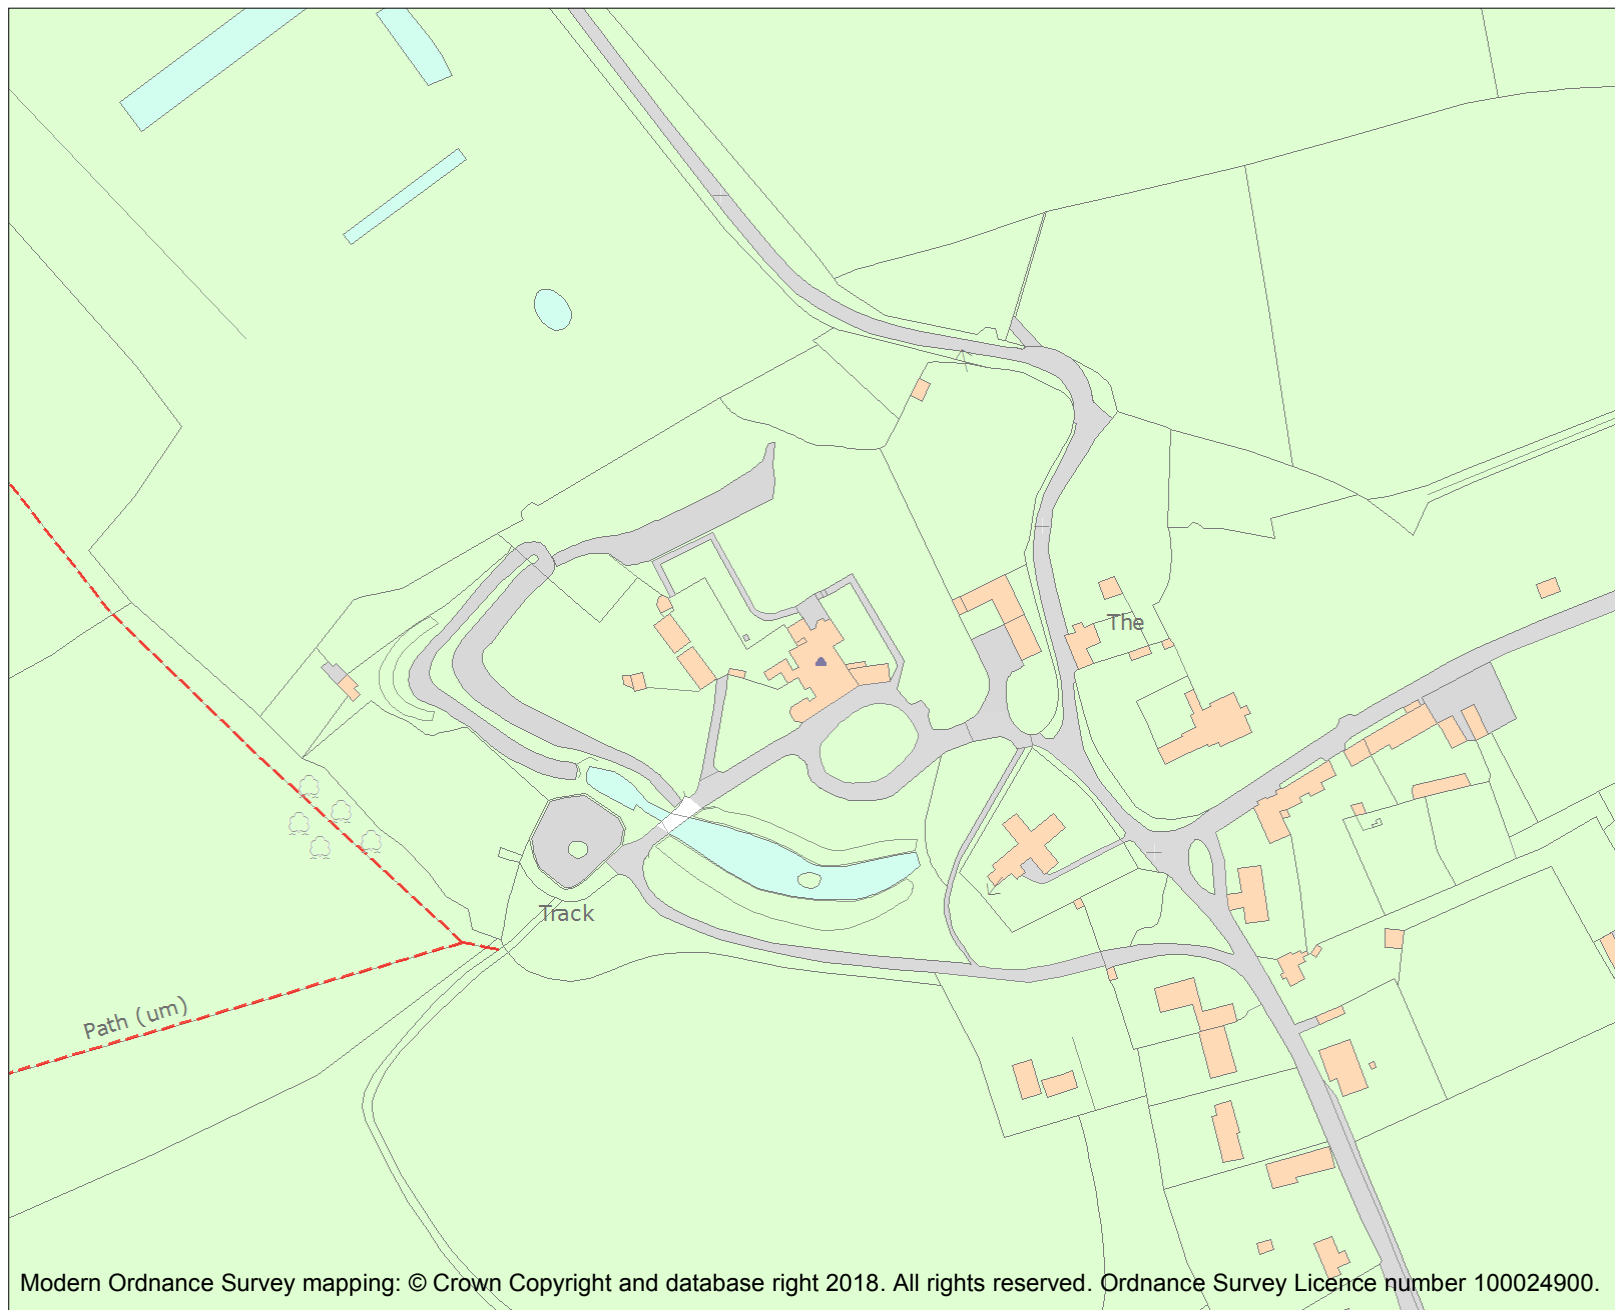 The
Track
Path (um)
Modern Ordnance Survey mapping: © Crown Copyright and database right 2018. All rights reserved. Ordnance Survey Licence number 100024900.